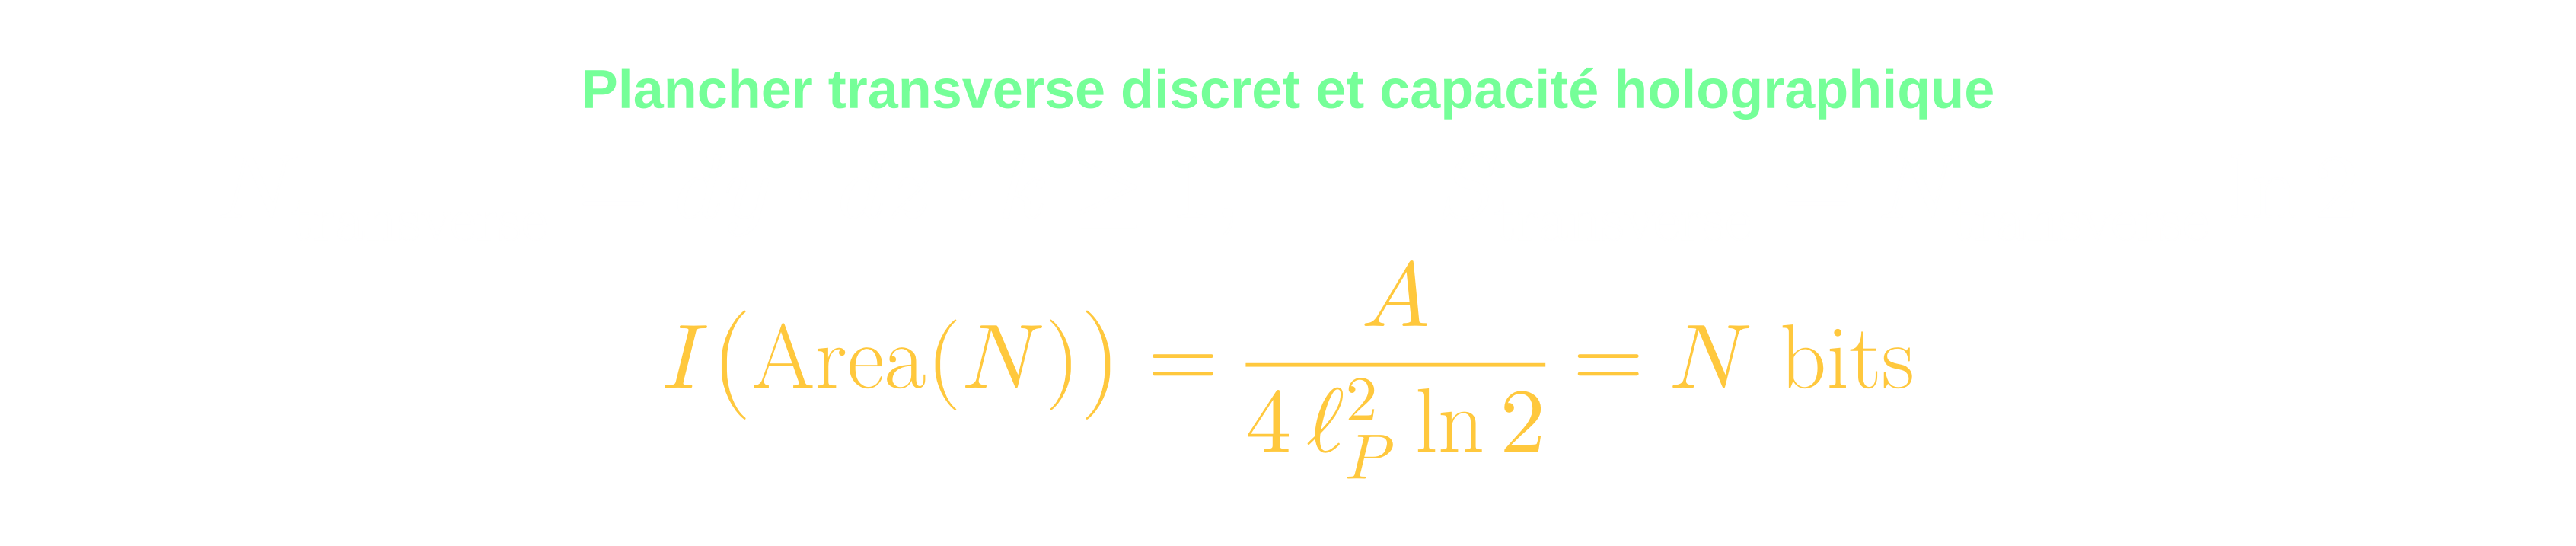 Plancher transverse discret et capacité holographique
I(Area(N)) = A / (4 ℓ_P^2 ln 2) = N bits